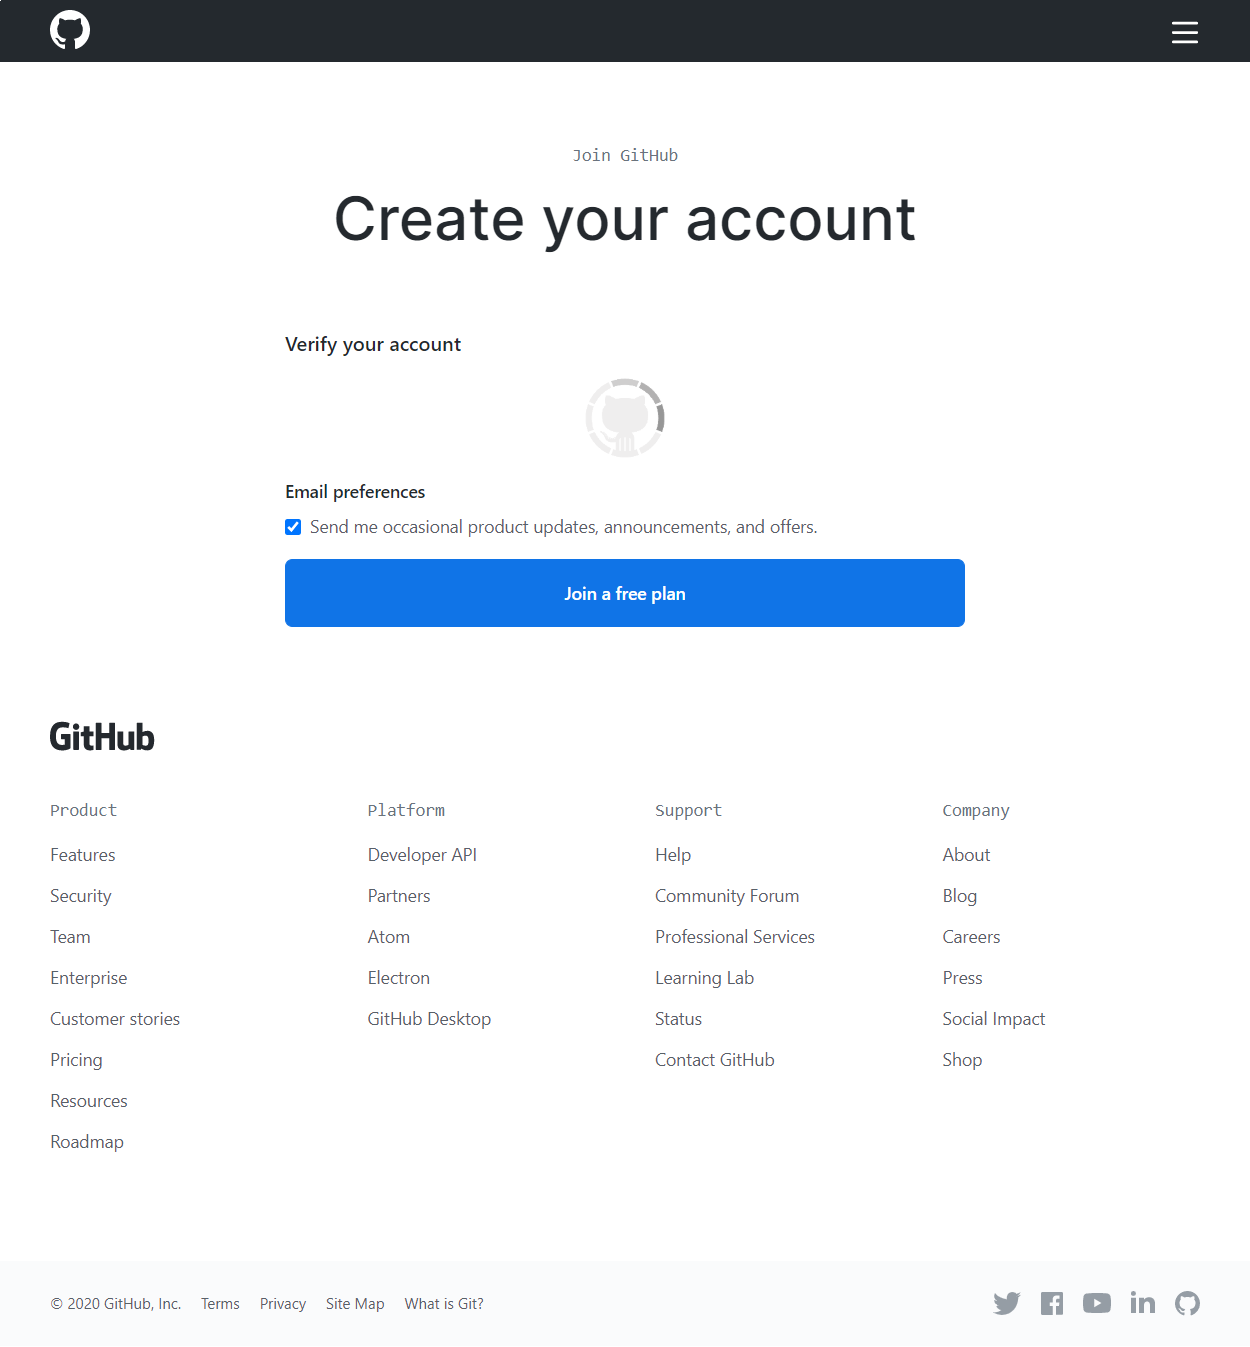 Join GitHub
Create your account
Verify your account
Email preferences
Send me occasional product updates, announcements, and offers.
Join a free plan
GitHub
Product
Features
Security
Team
Enterprise
Customer stories
Pricing
Resources
Roadmap
Platform
Developer API
Partners
Atom
Electron
GitHub Desktop
Support
Help
Community Forum
Professional Services
Learning Lab
Status
Contact GitHub
Company
About
Blog
Careers
Press
Social Impact
Shop
© 2020 GitHub, Inc. Terms Privacy Site Map What is Git?